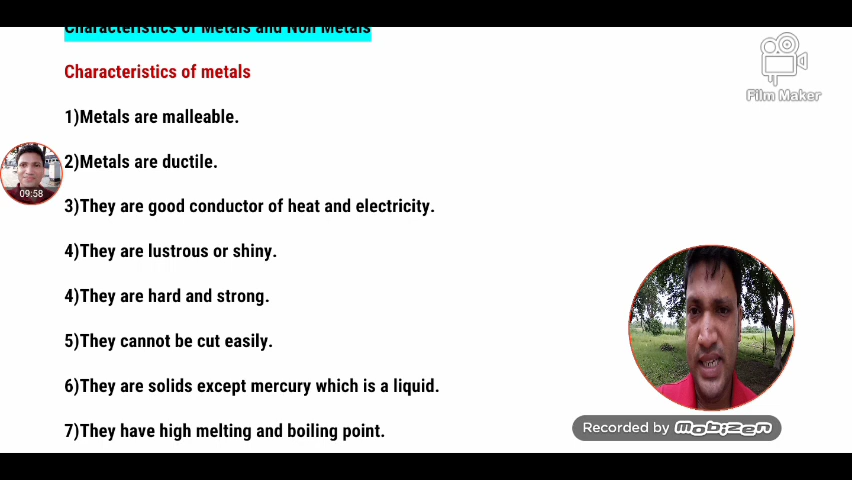 Characteristics of Metals and Non Metals
Characteristics of metals
1)Metals are malleable.
2)Metals are ductile.
3)They are good conductor of heat and electricity.
4)They are lustrous or shiny.
4)They are hard and strong.
5)They cannot be cut easily.
6)They are solids except mercury which is a liquid.
7)They have high melting and boiling point.
Film Maker
09:58
Recorded by mobizen